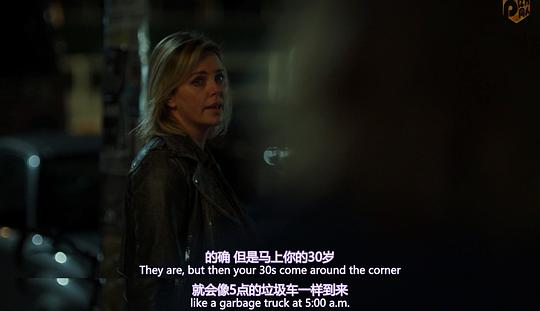 的确 但是马上你的30岁
They are, but then your 30s come around the corner
就会像5点的垃圾车一样到来
like a garbage truck at 5:00 a.m.